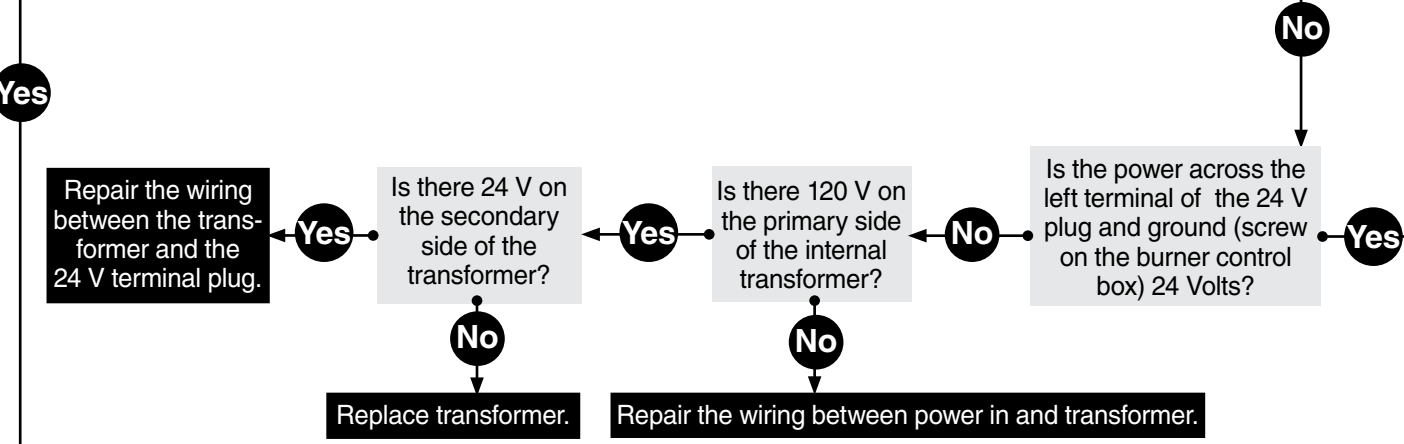 No
Yes
Is the power across the
left terminal of the 24 V
plug and ground (screw
on the burner control
box) 24 Volts?
Yes
No
Is there 120 V on
the primary side
of the internal
transformer?
Yes
No
Repair the wiring between power in and transformer.
Is there 24 V on
the secondary
side of the
transformer?
Yes
No
Replace transformer.
Repair the wiring
between the trans-
former and the
24 V terminal plug.